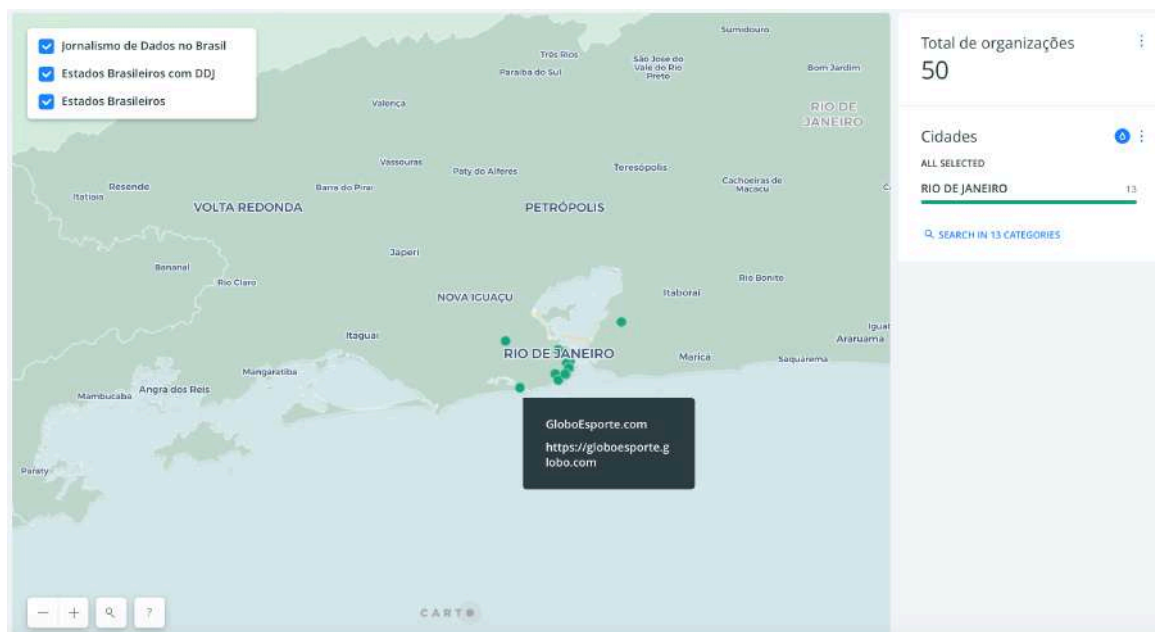 Jornalismo de Dados no Brasil
Estados Brasileiros com DDJ
Estados Brasileiros
Sumidouro
Três Rios
São José do
Vale do Rio
Preto
Paraíba do Sul
Bom Jardim
Valença
RIO DE
JANEIRO
Vassouras
Paty do Alferes
Teresópolis
Cachoeiras de
Macacu
Resende
Itatiaia
Barra do Piraí
VOLTA REDONDA
PETRÓPOLIS
Japeri
Bananal
Rio Claro
Rio Bonito
Itaboraí
NOVA IGUAÇU
Iguat
Araruama
Itaguaí
RIO DE JANEIRO
Maricá
Saquarema
Mangaratiba
Angra dos Reis
Mambucaba
Paraty
GloboEsporte.com
https://globoesporte.g
lobo.com
CARTO
Total de organizações
50
Cidades
ALL SELECTED
RIO DE JANEIRO 13
SEARCH IN 13 CATEGORIES
− + ?